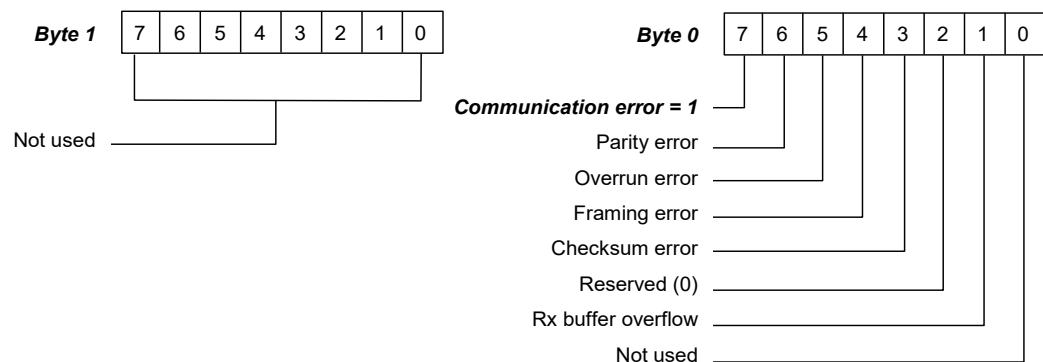 Byte 1 7 6 5 4 3 2 1 0
Not used
Byte 0 7 6 5 4 3 2 1 0
Communication error = 1
Parity error
Overrun error
Framing error
Checksum error
Reserved (0)
Rx buffer overflow
Not used